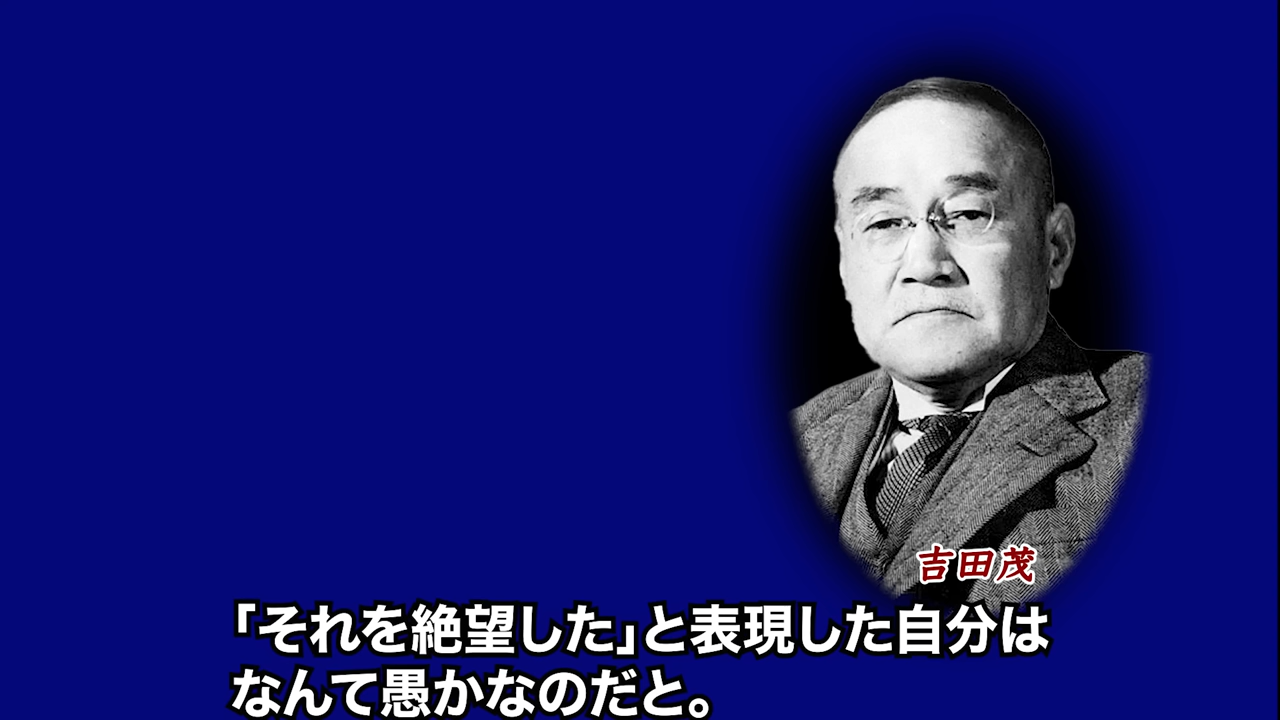 吉田茂
「それを絶望した」と表現した自分は
なんて愚かなのだと。